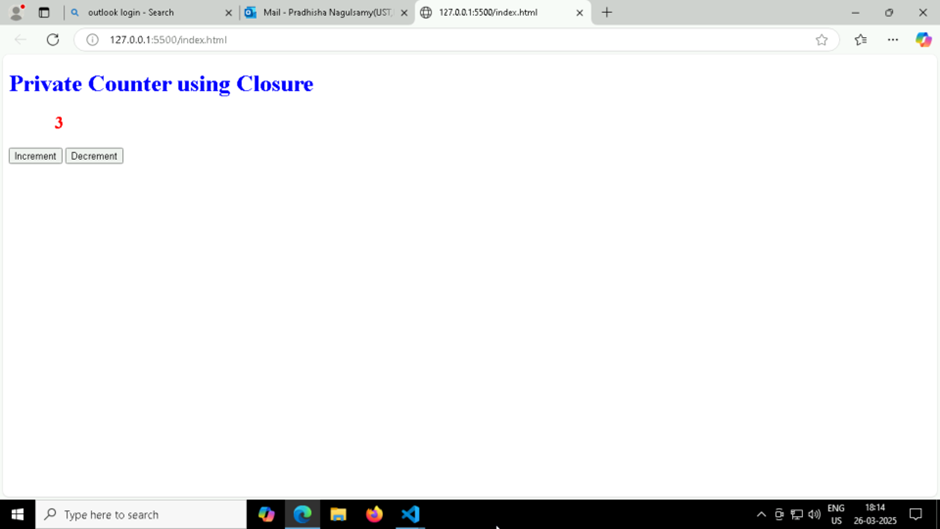 outlook login - Search
Mail - Pradhisha Nagulsamy(UST,
127.0.0.1:5500/index.html
127.0.0.1:5500/index.html
Private Counter using Closure
3
Increment Decrement
Type here to search
ENG
US
18:14
26-03-2025